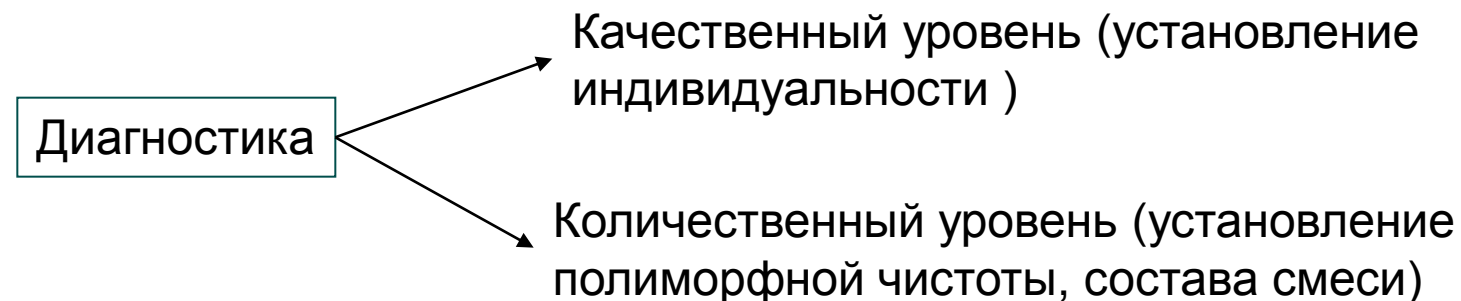 Качественный уровень (установление
индивидуальности )
Диагностика
Количественный уровень (установление
полиморфной чистоты, состава смеси)